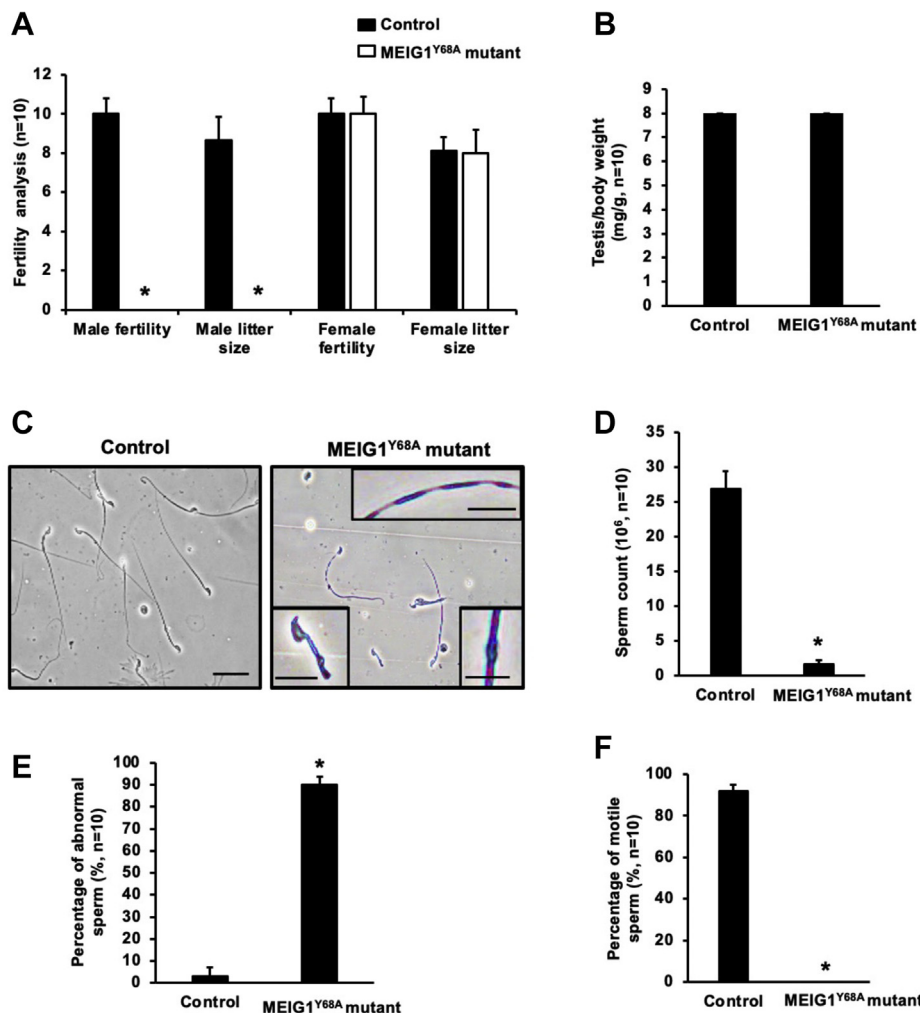 A
Control
MEIG1Y68A mutant
Fertility analysis (n=10)
12
10
8
6
4
2
0
*
*
Male fertility
Male litter
size
Female
fertility
Female litter
size
B
Testis/body weight
(mg/g, n=10)
9
8
7
6
5
4
3
2
1
0
Control
MEIG1Y68A mutant
C
Control
MEIG1Y68A mutant
D
Sperm count (10⁶, n=10)
35
30
25
20
15
10
5
0
*
Control
MEIG1Y68A mutant
E
Percentage of abnormal
sperm (%, n=10)
100
90
80
70
60
50
40
30
20
10
0
*
Control
MEIG1Y68A mutant
F
Percentage of motile
sperm (%, n=10)
100
80
60
40
20
0
*
Control
MEIG1Y68A mutant